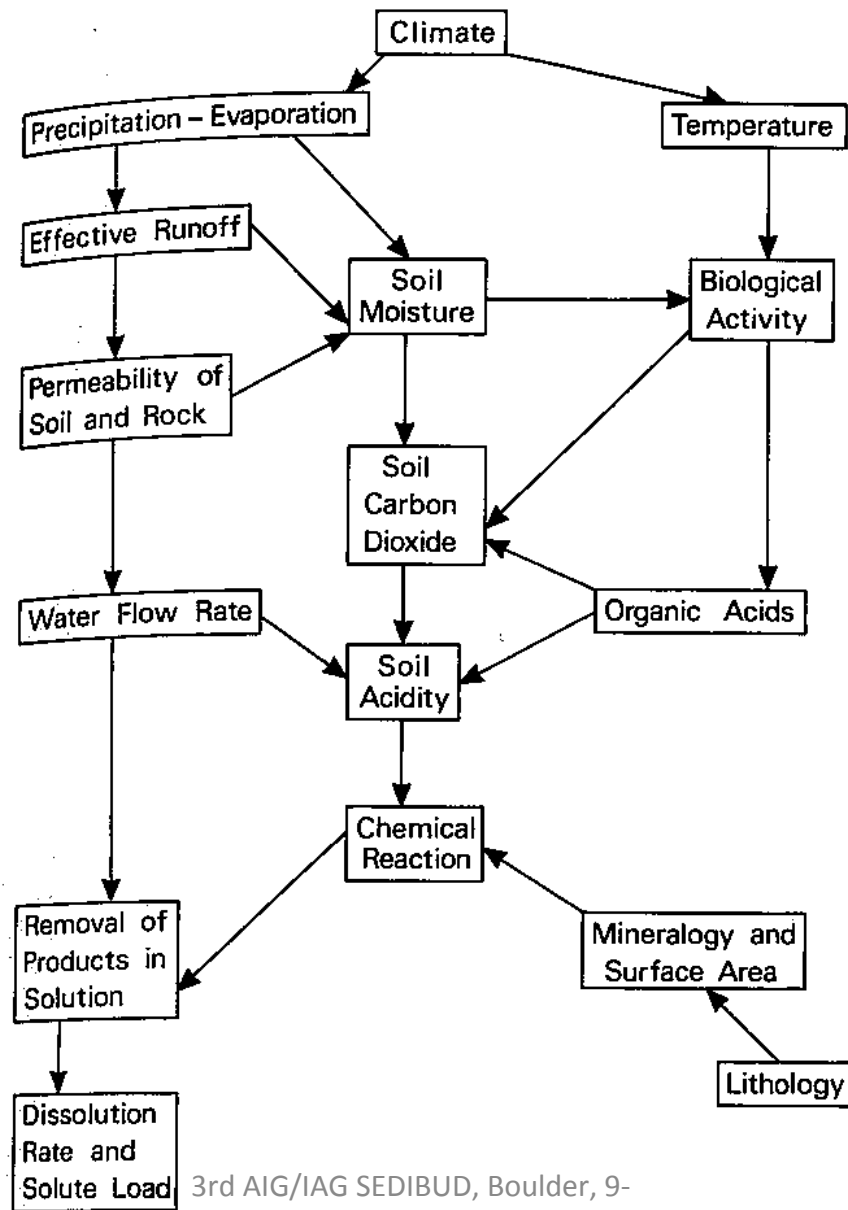 Climate
Precipitation – Evaporation
Temperature
Effective Runoff
Soil
Moisture
Biological
Activity
Permeability of
Soil and Rock
Soil
Carbon
Dioxide
Water Flow Rate
Organic Acids
Soil
Acidity
Chemical
Reaction
Removal of
Products in
Solution
Mineralogy and
Surface Area
Lithology
Dissolution
Rate and
Solute Load
3rd AIG/IAG SEDIBUD, Boulder, 9-